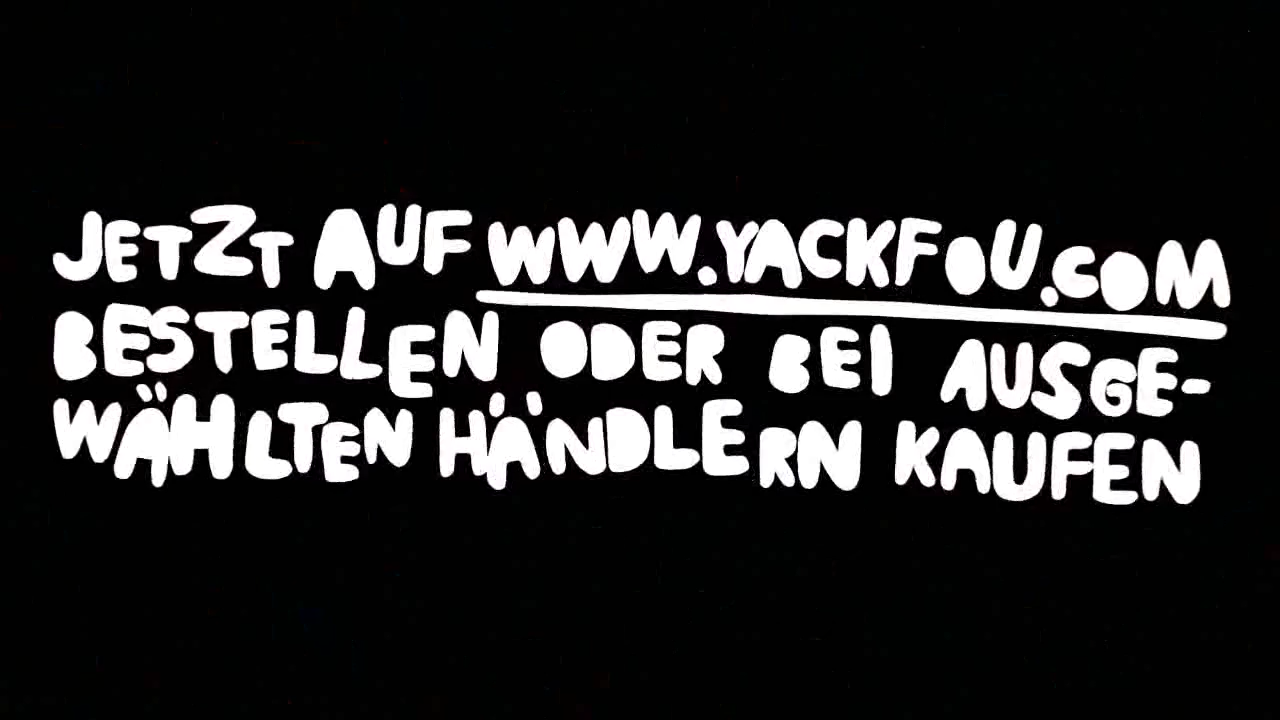 JETZT AUF WWW.YACKFOU.COM
BESTELLEN ODER BEI AUSGE-
WÄHLTEN HÄNDLERN KAUFEN